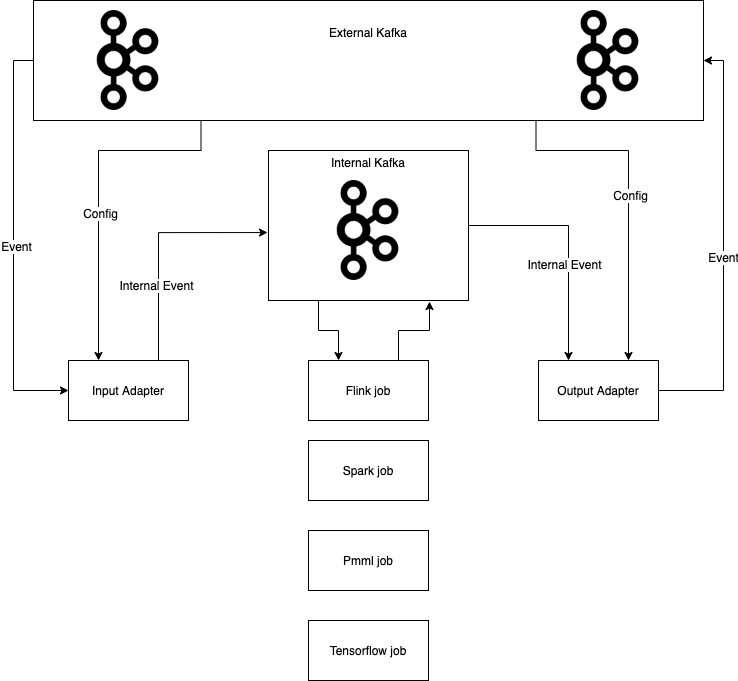 External Kafka
Internal Kafka
Config
Config
Event
Internal Event
Internal Event
Event
Input Adapter
Flink job
Output Adapter
Spark job
Pmml job
Tensorflow job